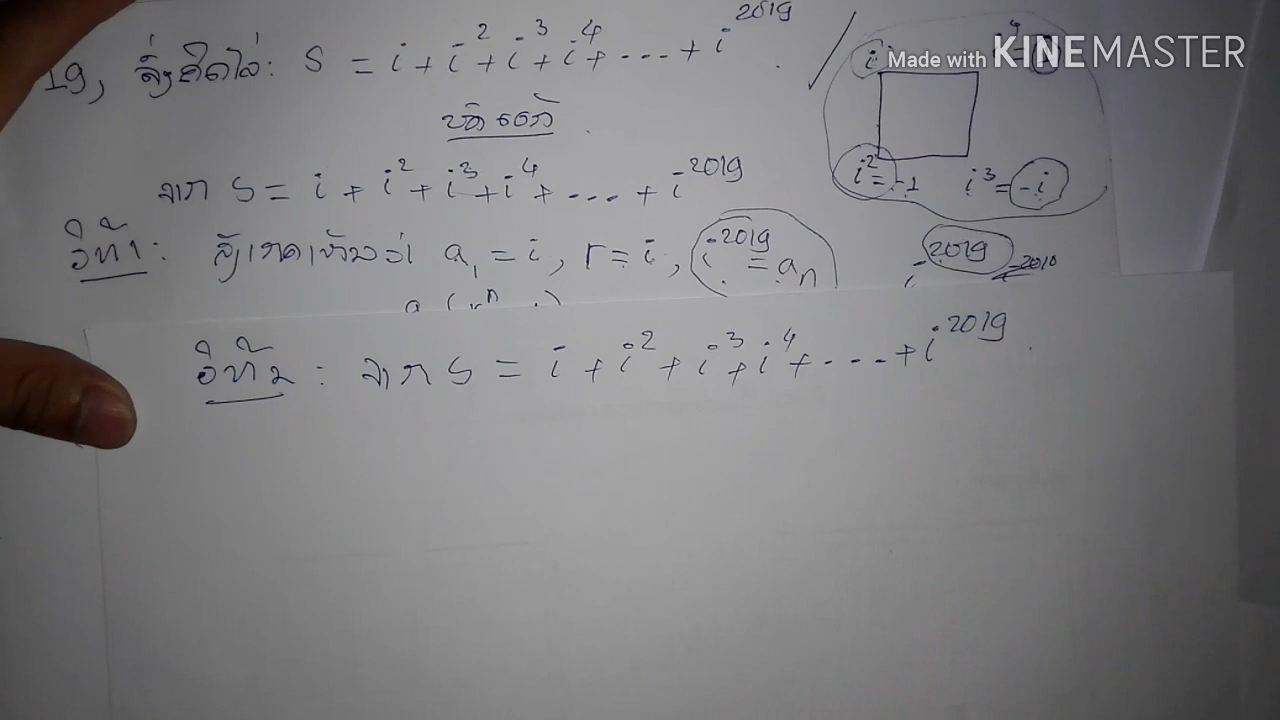 19, ຈົ່ງຄິດໄລ່: S = i + i² + i³ + i⁴ + ... + i²⁰¹⁹.
ບົດແກ້
ຈາກ S = i + i² + i³ + i⁴ + ... + i²⁰¹⁹
ວິທີ 1: ສັງເກດເຫັນວ່າ a₁ = i, r = i, i²⁰¹⁹ = aₙ
i
Made with KINEMASTER
i² = -1 i³ = -i
i²⁰¹⁹
ວິທີ 2: ຈາກ S = i + i² + i³ + i⁴ + ... + i²⁰¹⁹.